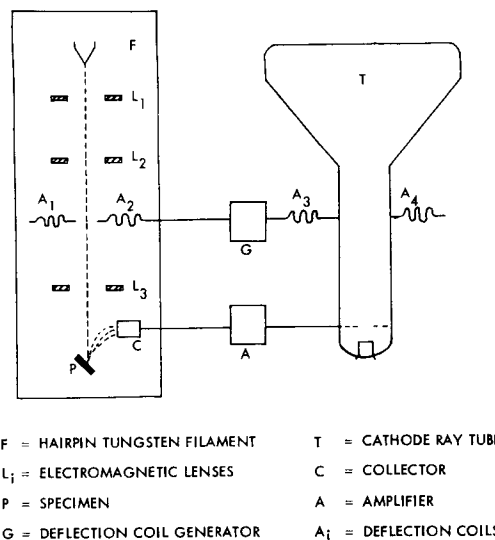 F
T
L1
L2
A1
A2
A3
A4
G
L3
C
A
P
F = HAIRPIN TUNGSTEN FILAMENT
T = CATHODE RAY TUBE
Li = ELECTROMAGNETIC LENSES
C = COLLECTOR
P = SPECIMEN
A = AMPLIFIER
G = DEFLECTION COIL GENERATOR
Ai = DEFLECTION COILS